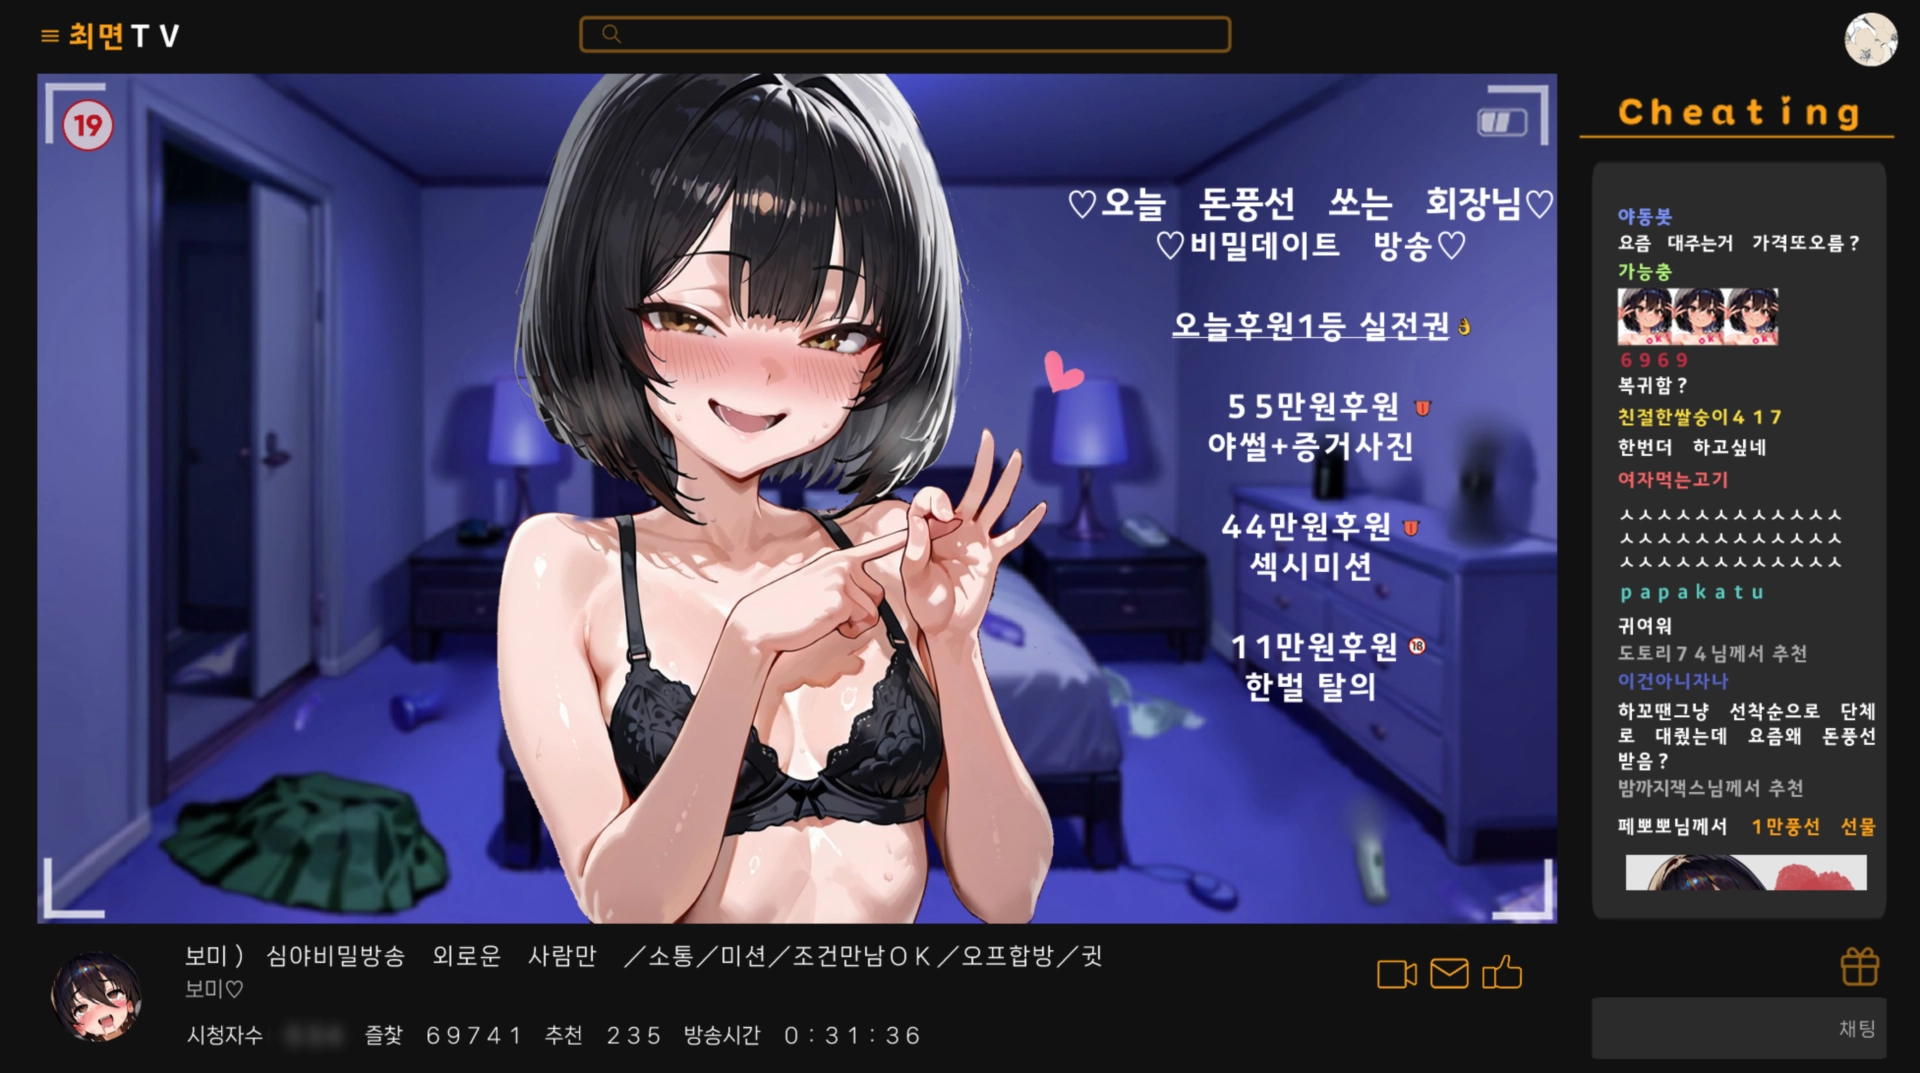 ≡ 최면TV
19
♡오늘 돈풍선 쏘는 회장님♡
♡비밀데이트 방송♡
오늘후원1등 실전권👌
55만원후원
야썰+증거사진
44만원후원
섹시미션
11만원후원🔞
한벌 탈의
Cheating
야동봇
요즘 대주는거 가격또오름?
가능충
6969
복귀함?
친절한쌀숭이417
한번더 하고싶네
여자먹는고기
ㅅㅅㅅㅅㅅㅅㅅㅅㅅㅅㅅㅅ
ㅅㅅㅅㅅㅅㅅㅅㅅㅅㅅㅅㅅ
ㅅㅅㅅㅅㅅㅅㅅㅅㅅㅅㅅㅅ
papakatu
귀여워
도토리74님께서 추천
이건아니자나
하꼬땐그냥 선착순으로 단체
로 대줬는데 요즘왜 돈풍선
받음?
밤까지잭스님께서 추천
페뽀뽀님께서 1만풍선 선물
보미) 심야비밀방송 외로운 사람만 /소통/미션/조건만남OK/오프합방/귓
보미♡
시청자수 즐찾 69741 추천 235 방송시간 0:31:36
채팅